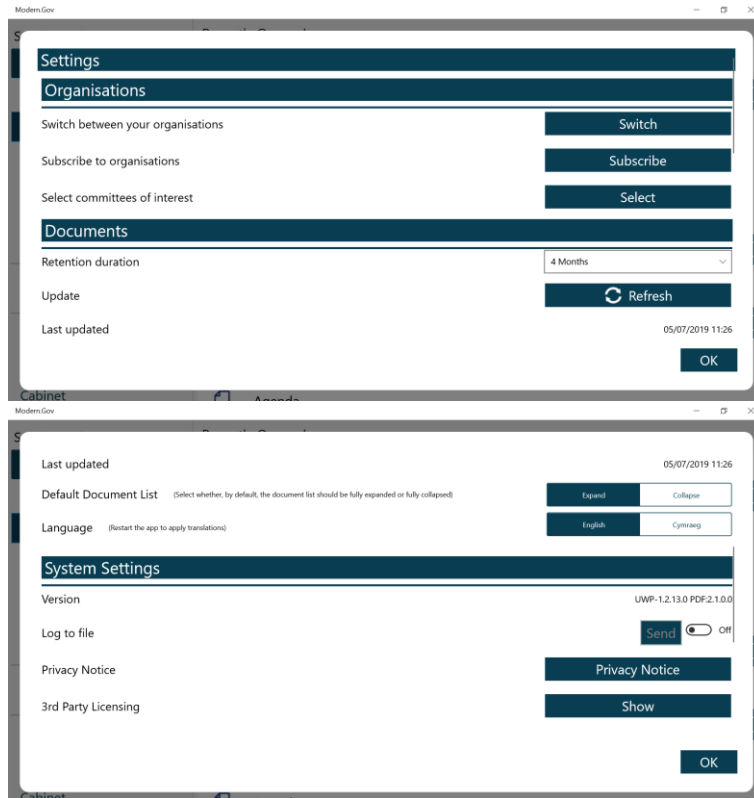 Modern.Gov
Settings
Organisations
Switch between your organisations Switch
Subscribe to organisations Subscribe
Select committees of interest Select
Documents
Retention duration 4 Months
Update Refresh
Last updated 05/07/2019 11:26
OK
Cabinet Agenda
Modern.Gov
Last updated 05/07/2019 11:26
Default Document List (Select whether, by default, the document list should be fully expanded or fully collapsed) Expand Collapse
Language (Restart the app to apply translations) English Cymraeg
System Settings
Version UWP-1.2.13.0 PDF:2.1.0.0
Log to file Send Off
Privacy Notice Privacy Notice
3rd Party Licensing Show
OK
Cabinet